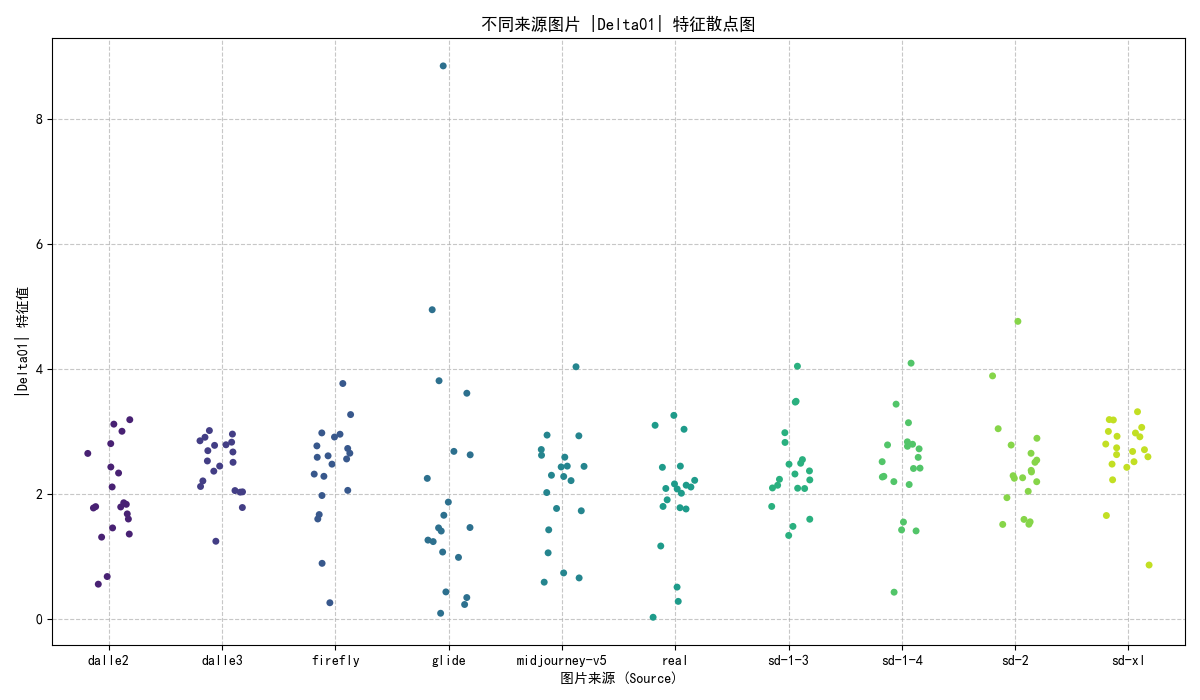 不同来源图片 |Delta01| 特征散点图
|Delta01| 特征值
8
6
4
2
0
dalle2 dalle3 firefly glide midjourney-v5 real sd-1-3 sd-1-4 sd-2 sd-xl
图片来源 (Source)